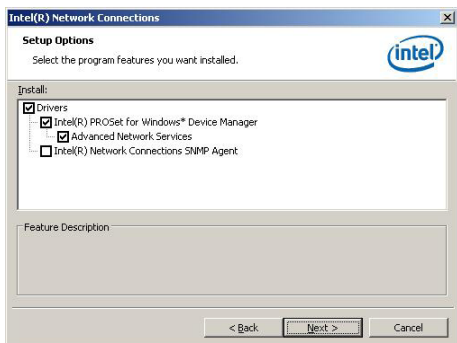 Intel(R) Network Connections
Setup Options
Select the program features you want installed.
intel
Install:
Drivers
Intel(R) PROSet for Windows* Device Manager
Advanced Network Services
Intel(R) Network Connections SNMP Agent
Feature Description
< Back
Next >
Cancel